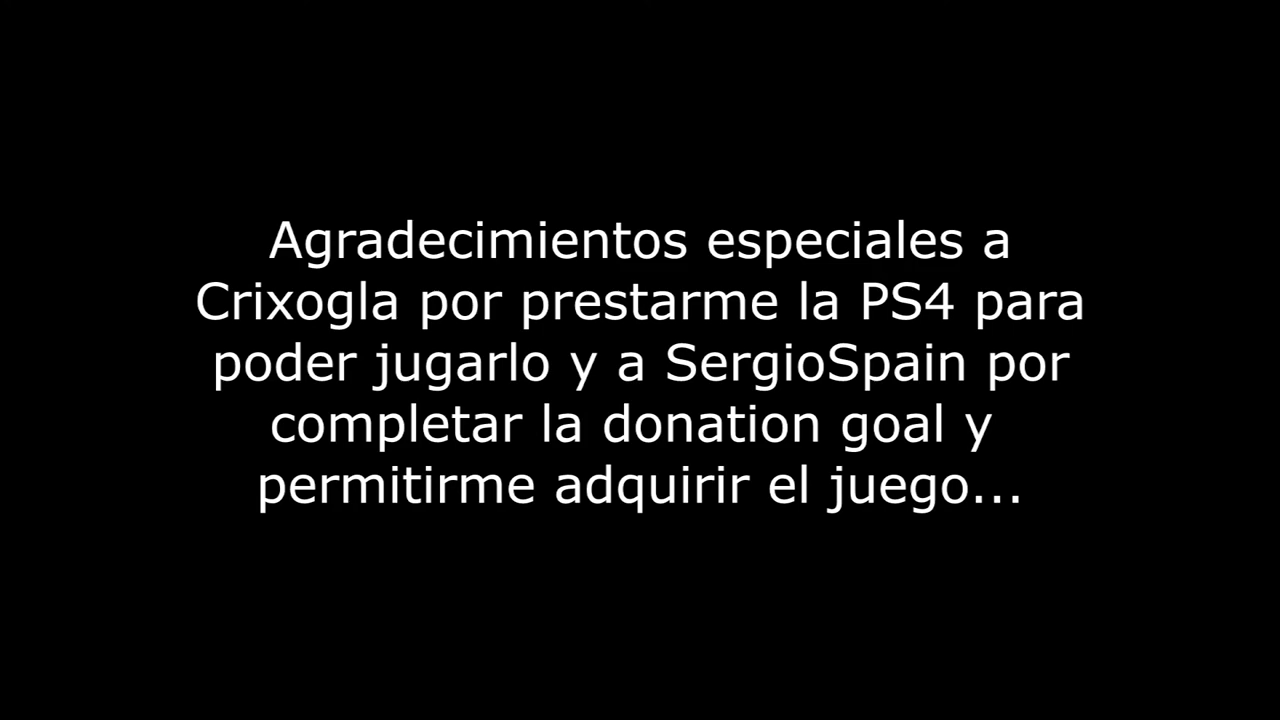 Agradecimientos especiales a
Crixogla por prestarme la PS4 para
poder jugarlo y a SergioSpain por
completar la donation goal y
permitirme adquirir el juego...